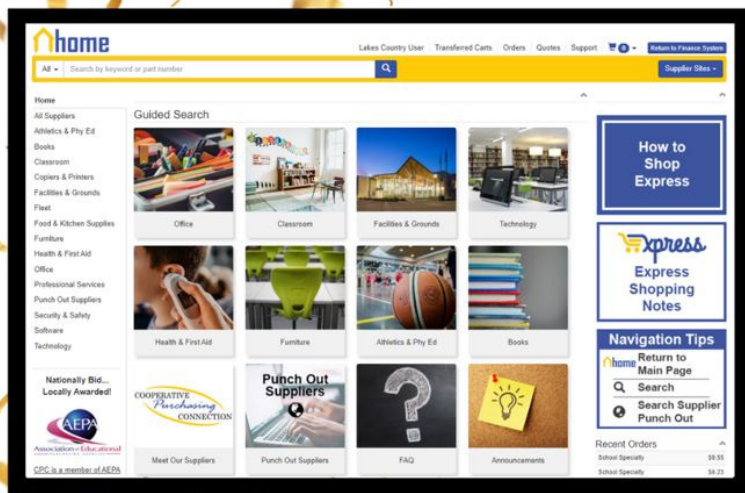 home
Lakes Country User Transferred Carts Orders Quotes Support 0 Return to Finance System
All Search by keyword or part number Supplier Sites
Home
All Suppliers
Athletics & Phy Ed
Books
Classroom
Copiers & Printers
Facilities & Grounds
Fleet
Food & Kitchen Supplies
Furniture
Health & First Aid
Office
Professional Services
Punch Out Suppliers
Security & Safety
Software
Technology
Nationally Bid...
Locally Awarded!
AEPA
Association of Educational
CPC is a member of AEPA
Guided Search
Office
Classroom
Facilities & Grounds
Technology
Health & First Aid
Furniture
Athletics & Phy Ed
Books
COOPERATIVE
Purchasing
CONNECTION
Meet Our Suppliers
Punch Out
Suppliers
Punch Out Suppliers
FAQ
Announcements
How to
Shop
Express
Xpress
Express
Shopping
Notes
Navigation Tips
home Return to
Main Page
Search
Search Supplier
Punch Out
Recent Orders
School Specialty $9.55
School Specialty $6.23